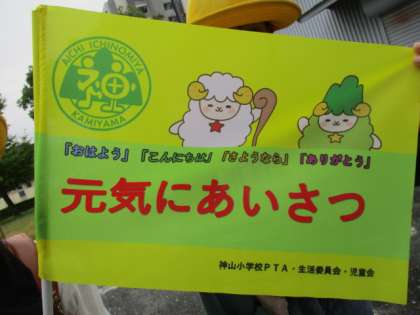 AICHI ICHINOMIYA
KAMIYAMA
「おはよう」「こんにちは」「さようなら」「ありがとう」
元気にあいさつ
神山小学校PTA・生活委員会・児童会